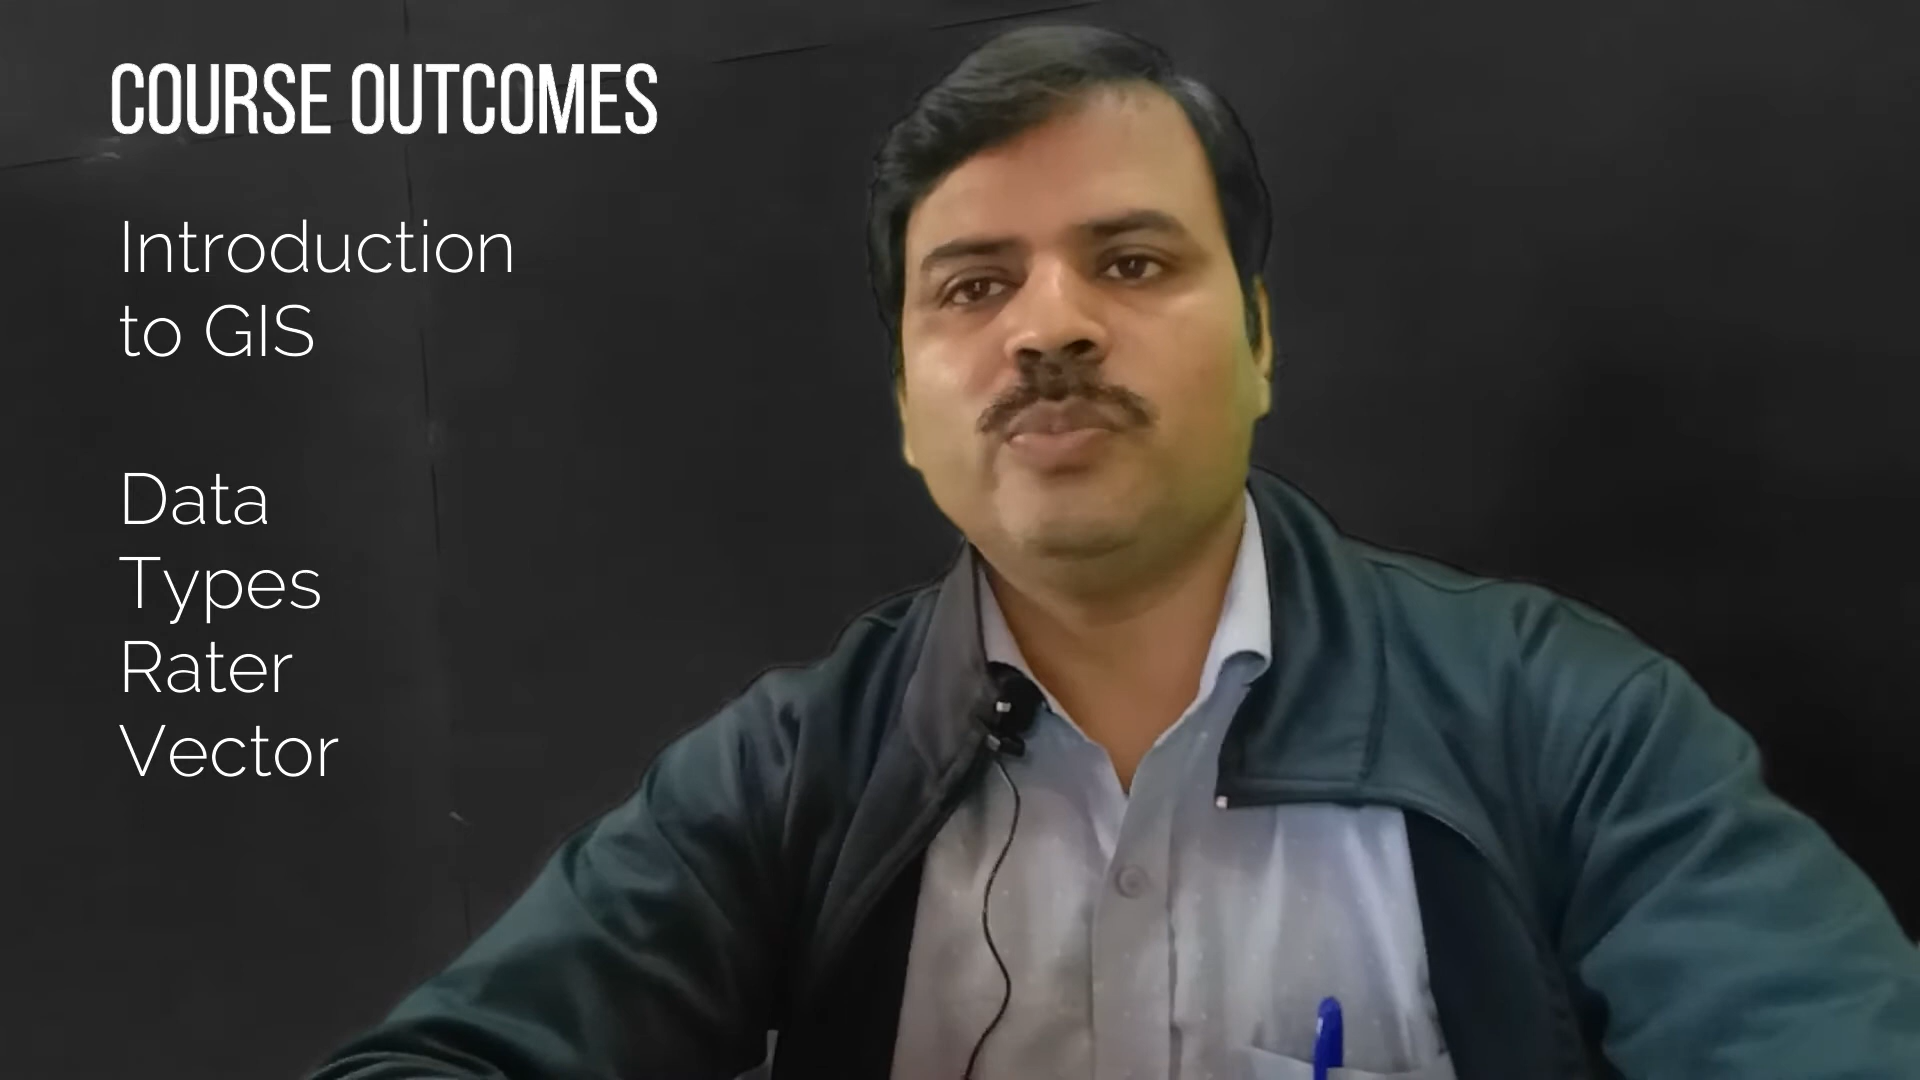 COURSE OUTCOMES
Introduction
to GIS
Data
Types
Rater
Vector